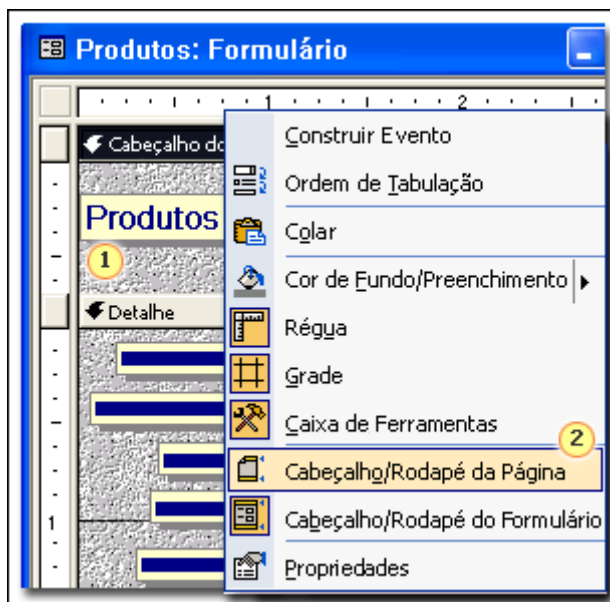 Produtos: Formulário
1 2
Cabeçalho do
Produtos
1
Detalhe
1
Construir Evento
Ordem de Tabulação
Colar
Cor de Fundo/Preenchimento
Régua
Grade
Caixa de Ferramentas
2
Cabeçalho/Rodapé da Página
Cabeçalho/Rodapé do Formulário
Propriedades